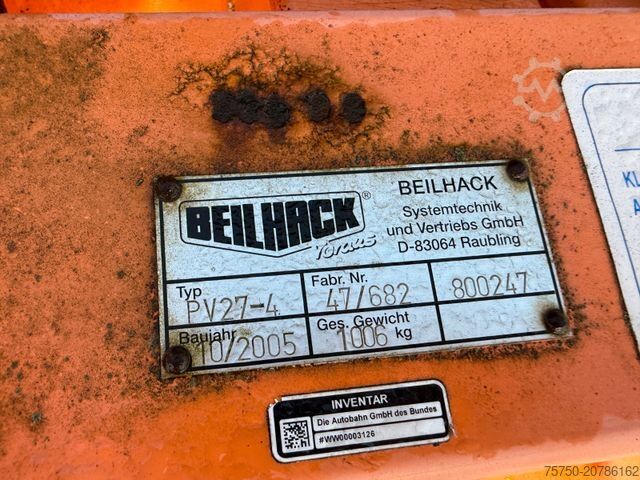 BEILHACK®
Voraus
BEILHACK
Systemtechnik
und Vertriebs GmbH
D-83064 Raubling
Typ
PV27-4
Fabr. Nr.
47/682
800247
Baujahr
10/2005
Ges. Gewicht
1006 kg
KL
A
INVENTAR
Die Autobahn GmbH des Bundes
#WW00003126
75750-20786162